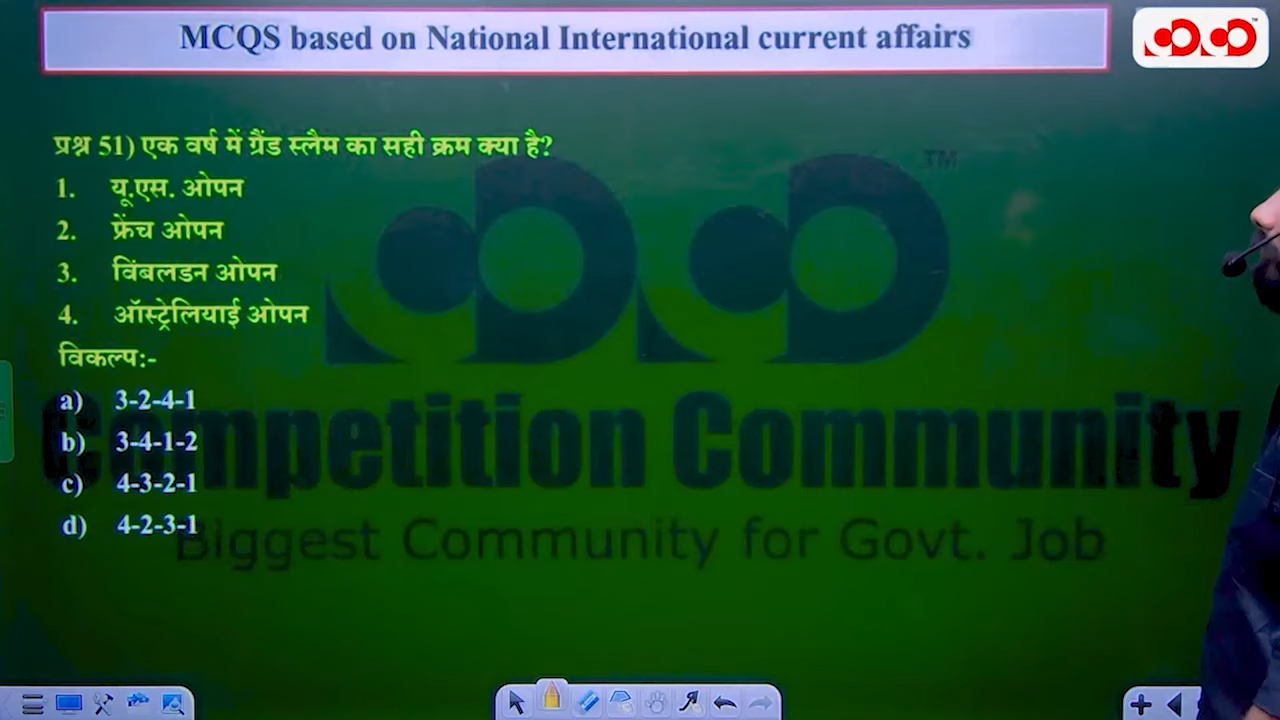 MCQS based on National International current affairs
TM
प्रश्न 51) एक वर्ष में ग्रैंड स्लैम का सही क्रम क्या है?
1. यू.एस. ओपन
2. फ्रेंच ओपन
3. विंबलडन ओपन
4. ऑस्ट्रेलियाई ओपन
विकल्प:-
a) 3-2-4-1
b) 3-4-1-2
c) 4-3-2-1
d) 4-2-3-1
TM
Competition Community
Biggest Community for Govt. Job